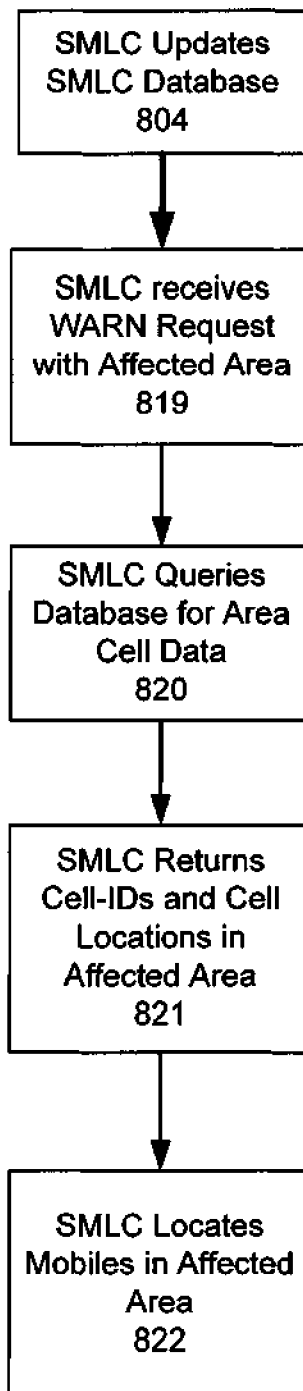 SMLC Updates
SMLC Database
804
SMLC receives
WARN Request
with Affected Area
819
SMLC Queries
Database for Area
Cell Data
820
SMLC Returns
Cell-IDs and Cell
Locations in
Affected Area
821
SMLC Locates
Mobiles in Affected
Area
822